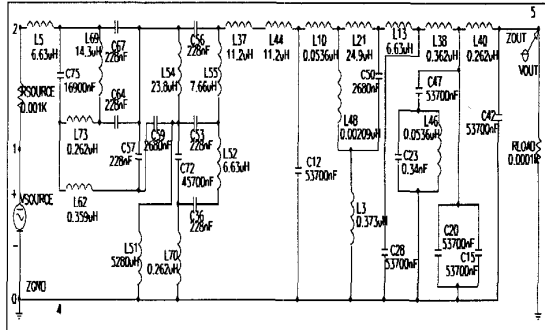 5
2
L5
6.63uH
L69
14.3uH
C67
228nF
C56
228nF
L37
11.2uH
L44
11.2uH
L10
0.0536uH
L21
24.9uH
L13
6.63uH
L38
0.362uH
L40
0.262uH
ZOUT
VOUT
C75
16900nF
L54
23.8uH
L55
7.66uH
C50
2680nF
C47
53700nF
RSOURCE
0.001K
C64
228nF
C42
53700nF
L73
0.262uH
C57
228nF
C59
2680nF
C53
228nF
L48
0.00209uH
L46
0.0536uH
1
L52
6.63uH
C23
0.34nF
RLOAD
0.0001K
C72
45700nF
C12
53700nF
+
VSOURCE
-
L62
0.359uH
C36
228nF
L3
0.373uH
C20
53700nF
C15
53700nF
L51
5280uH
L70
0.262uH
C28
53700nF
ZGND
0
4